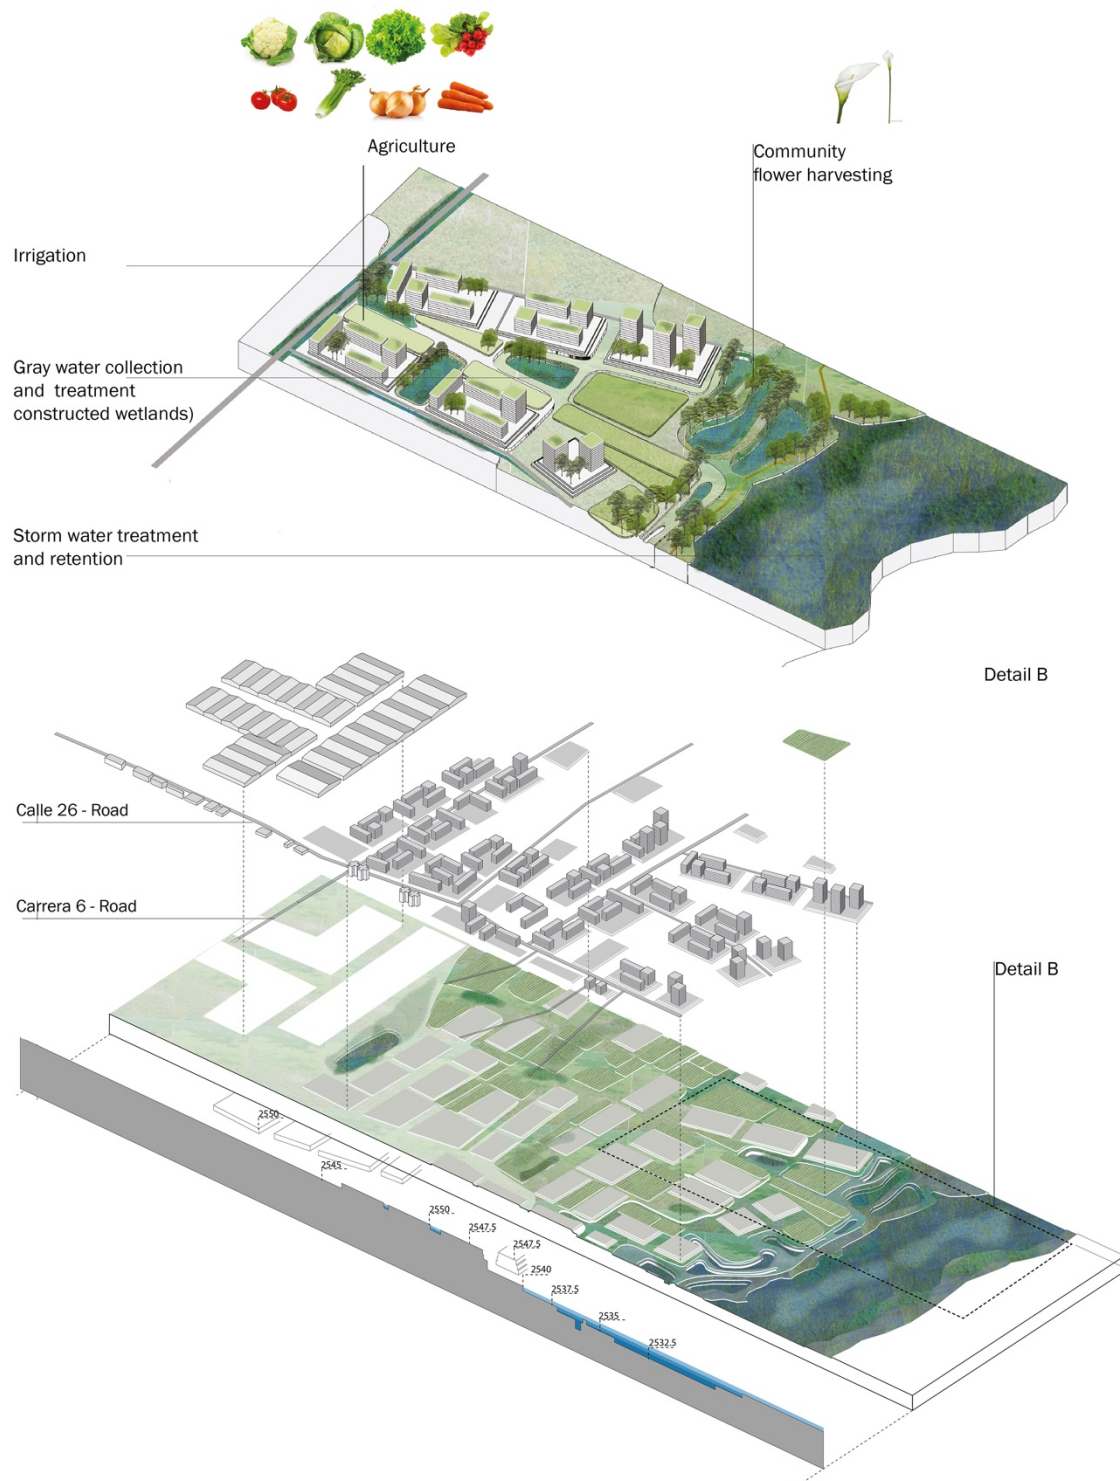 Agriculture
Community
flower harvesting
Irrigation
Gray water collection
and treatment
constructed wetlands)
Storm water treatment
and retention
Detail B
Calle 26 - Road
Carrera 6 - Road
Detail B
2550
2545
2550
2547.5
2547.5
2540
2537.5
2535
2532.5